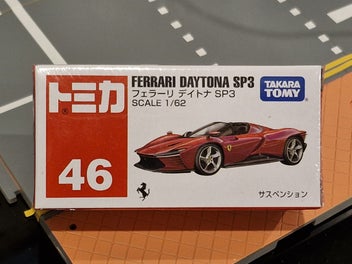 トミカ
46
FERRARI DAYTONA SP3
フェラーリ デイトナ SP3
SCALE 1/62
TAKARA
TOMY
サスペンション